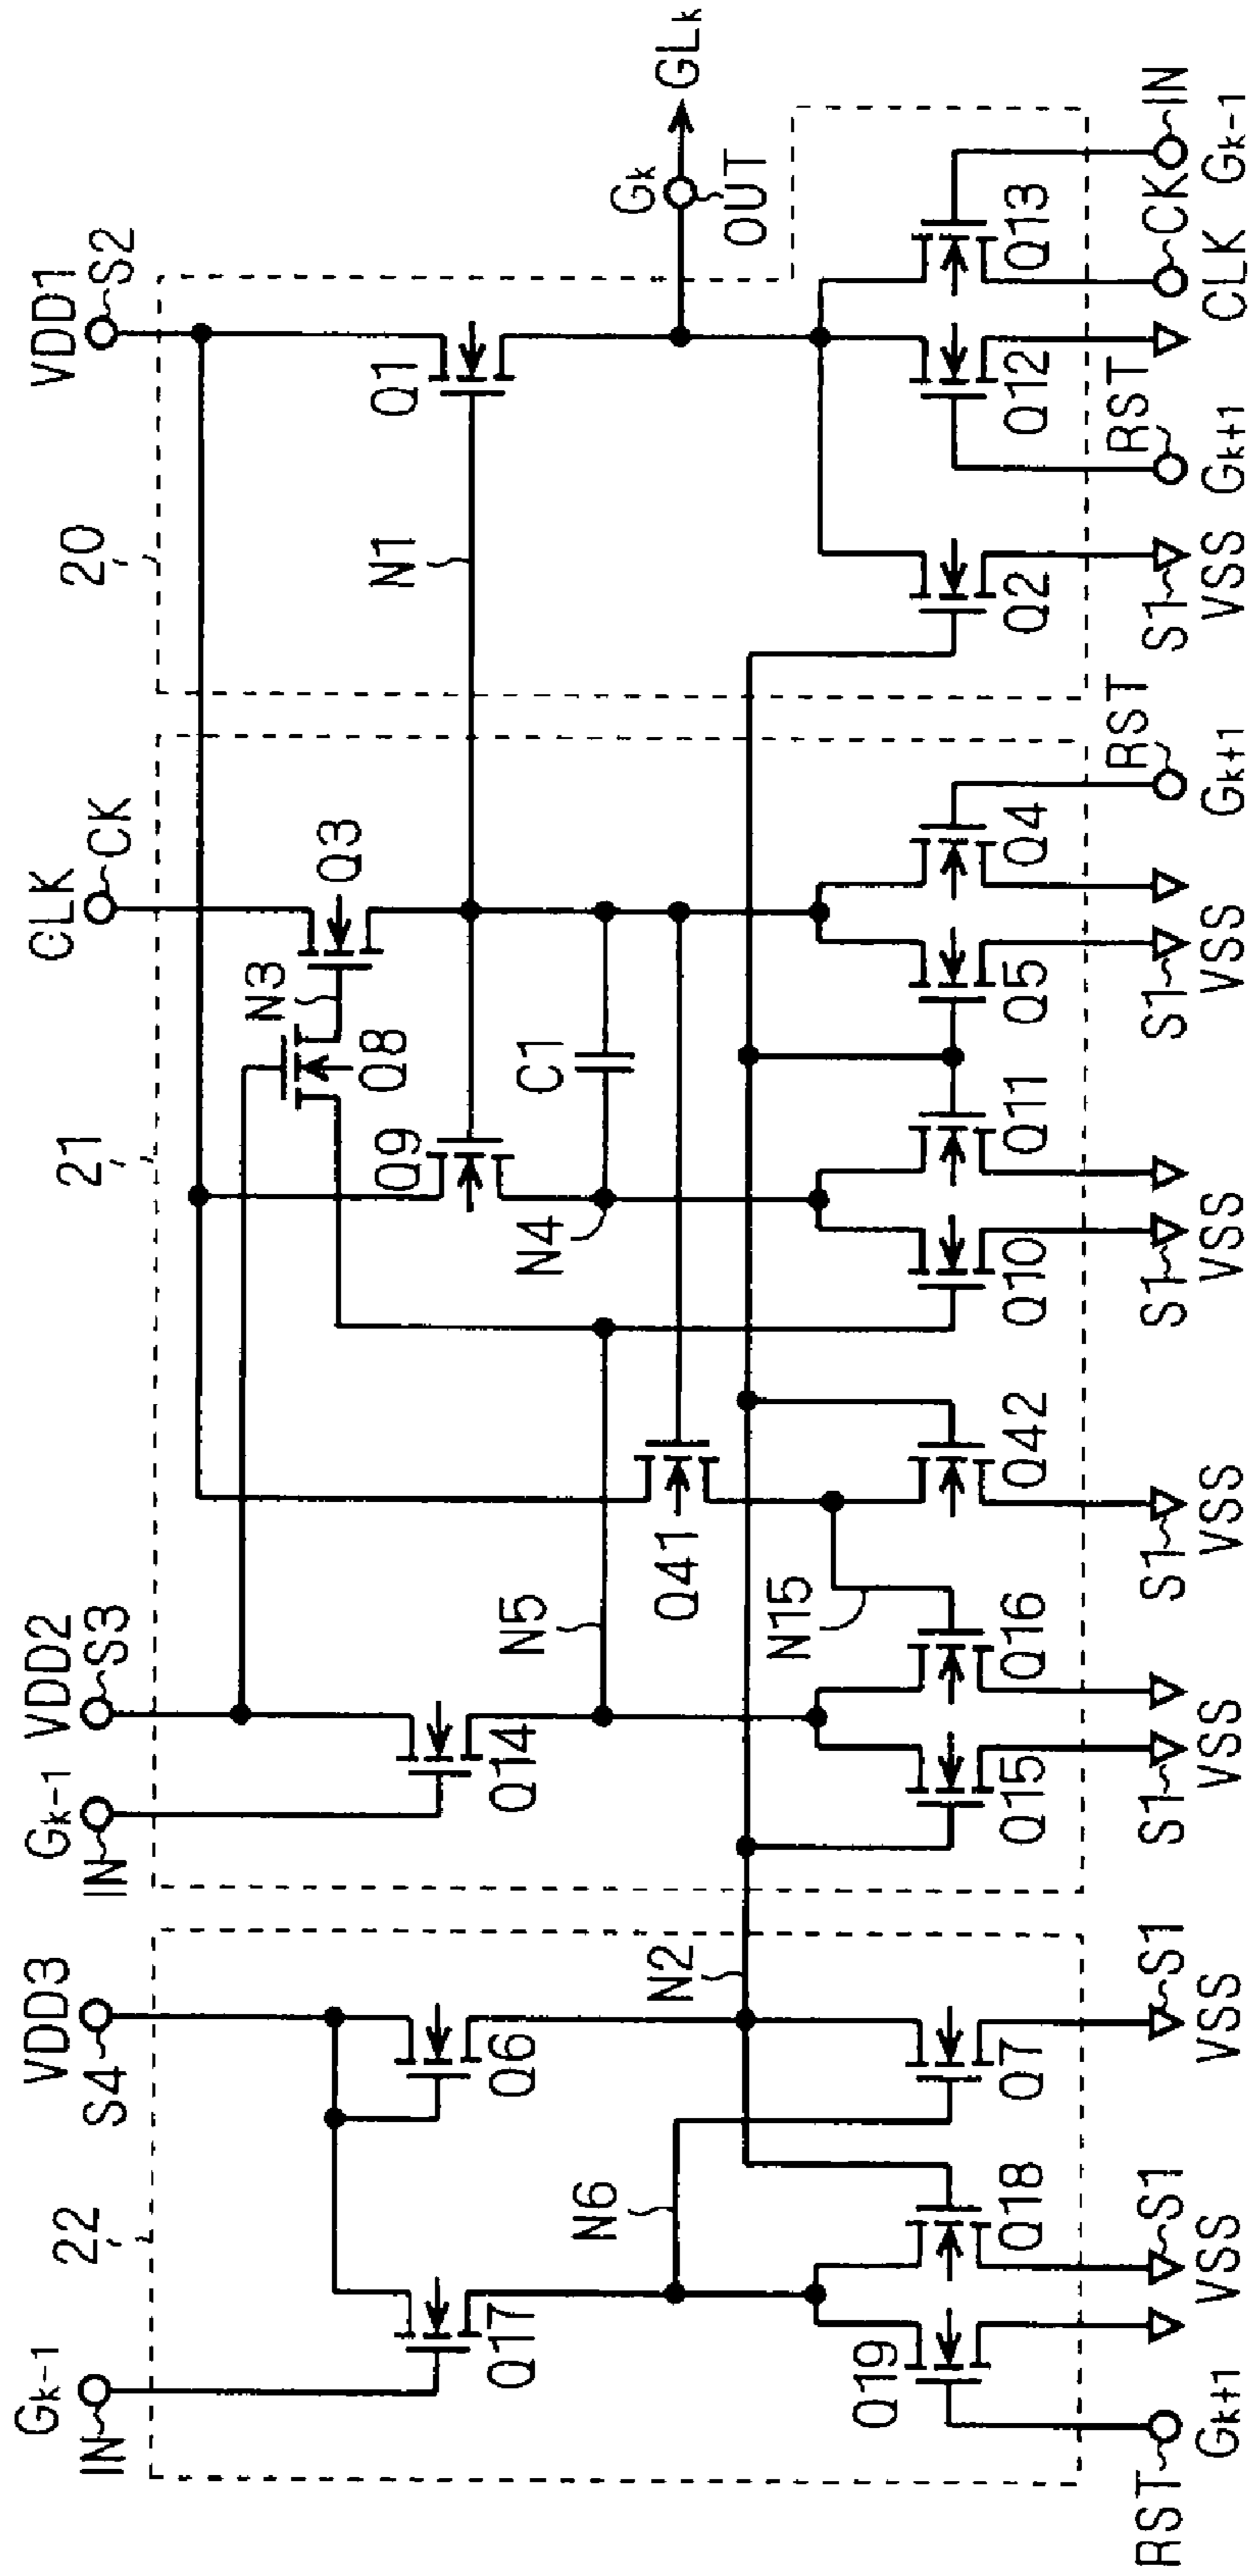 VDD1
S2
CLK
CK
VDD2
S3
Gk-1
IN
VDD3
S4
Gk-1
IN
20
21
22
Q1
N1
Q3
N3
Q8
Q9
C1
N4
Q14
N5
Q41
N15
Q6
N2
Q17
N6
Gk
OUT
GLk
Q13
Q12
Q2
Q4
Q5
Q11
Q10
Q42
Q16
Q15
Q7
Q18
Q19
IN
Gk-1
CK
CLK
RST
Gk+1
S1
VSS
RST
Gk+1
S1
VSS
S1
VSS
S1
VSS
S1
VSS
S1
VSS
S1
VSS
RST
Gk+1